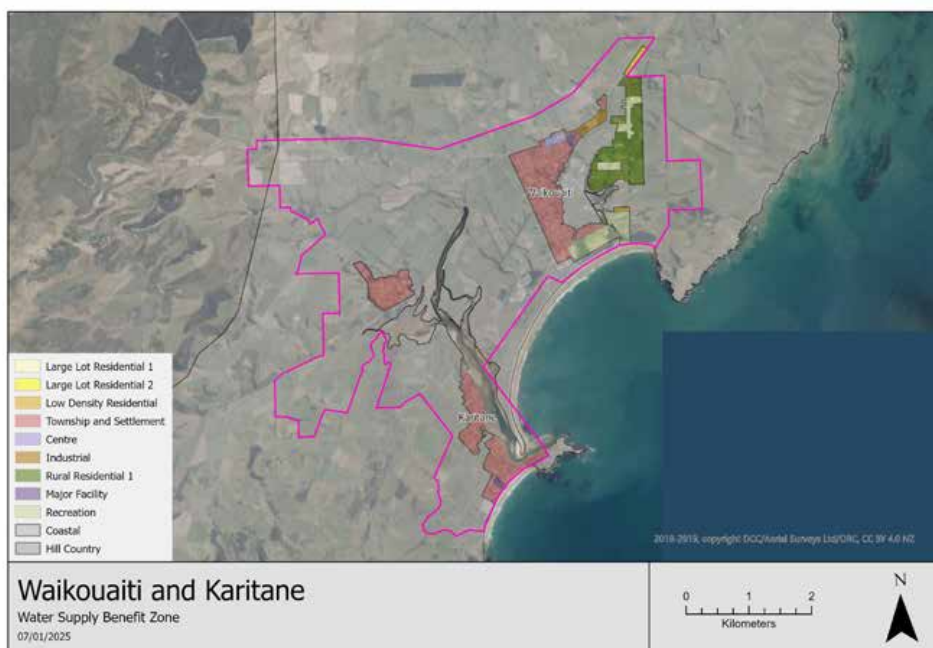 Waikouaiti
Karitane
Large Lot Residential 1
Large Lot Residential 2
Low Density Residential
Township and Settlement
Centre
Industrial
Rural Residential 1
Major Facility
Recreation
Coastal
Hill Country
2018-2019, copyright DCC/Aerial Surveys Ltd/ORC, CC BY 4.0 NZ
Waikouaiti and Karitane
Water Supply Benefit Zone
07/01/2025
0 1 2
Kilometers
N